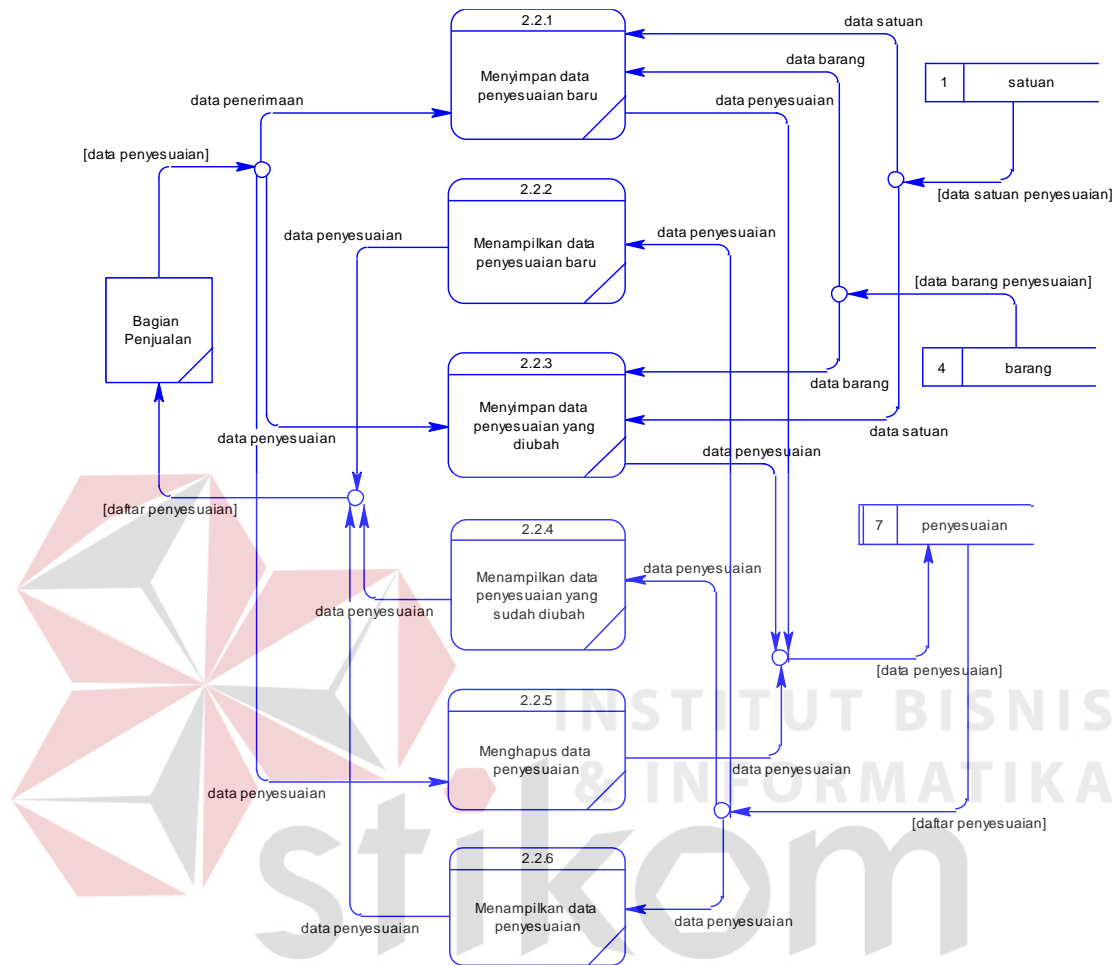 2.2.1
Menyimpan data
penyesuaian baru
data satuan
data barang
data penyesuaian
1
satuan
data penerimaan
[data penyesuaian]
[data satuan penyesuaian]
2.2.2
Menampilkan data
penyesuaian baru
data penyesuaian
data penyesuaian
[data barang penyesuaian]
Bagian
Penjualan
4
barang
2.2.3
Menyimpan data
penyesuaian yang
diubah
data barang
data satuan
data penyesuaian
data penyesuaian
[daftar penyesuaian]
7
penyesuaian
2.2.4
Menampilkan data
penyesuaian yang
sudah diubah
data penyesuaian
data penyesuaian
[data penyesuaian]
2.2.5
Menghapus data
penyesuaian
data penyesuaian
data penyesuaian
[daftar penyesuaian]
2.2.6
Menampilkan data
penyesuaian
data penyesuaian
data penyesuaian
INSTITUT BISNIS
& INFORMATIKA
stikom